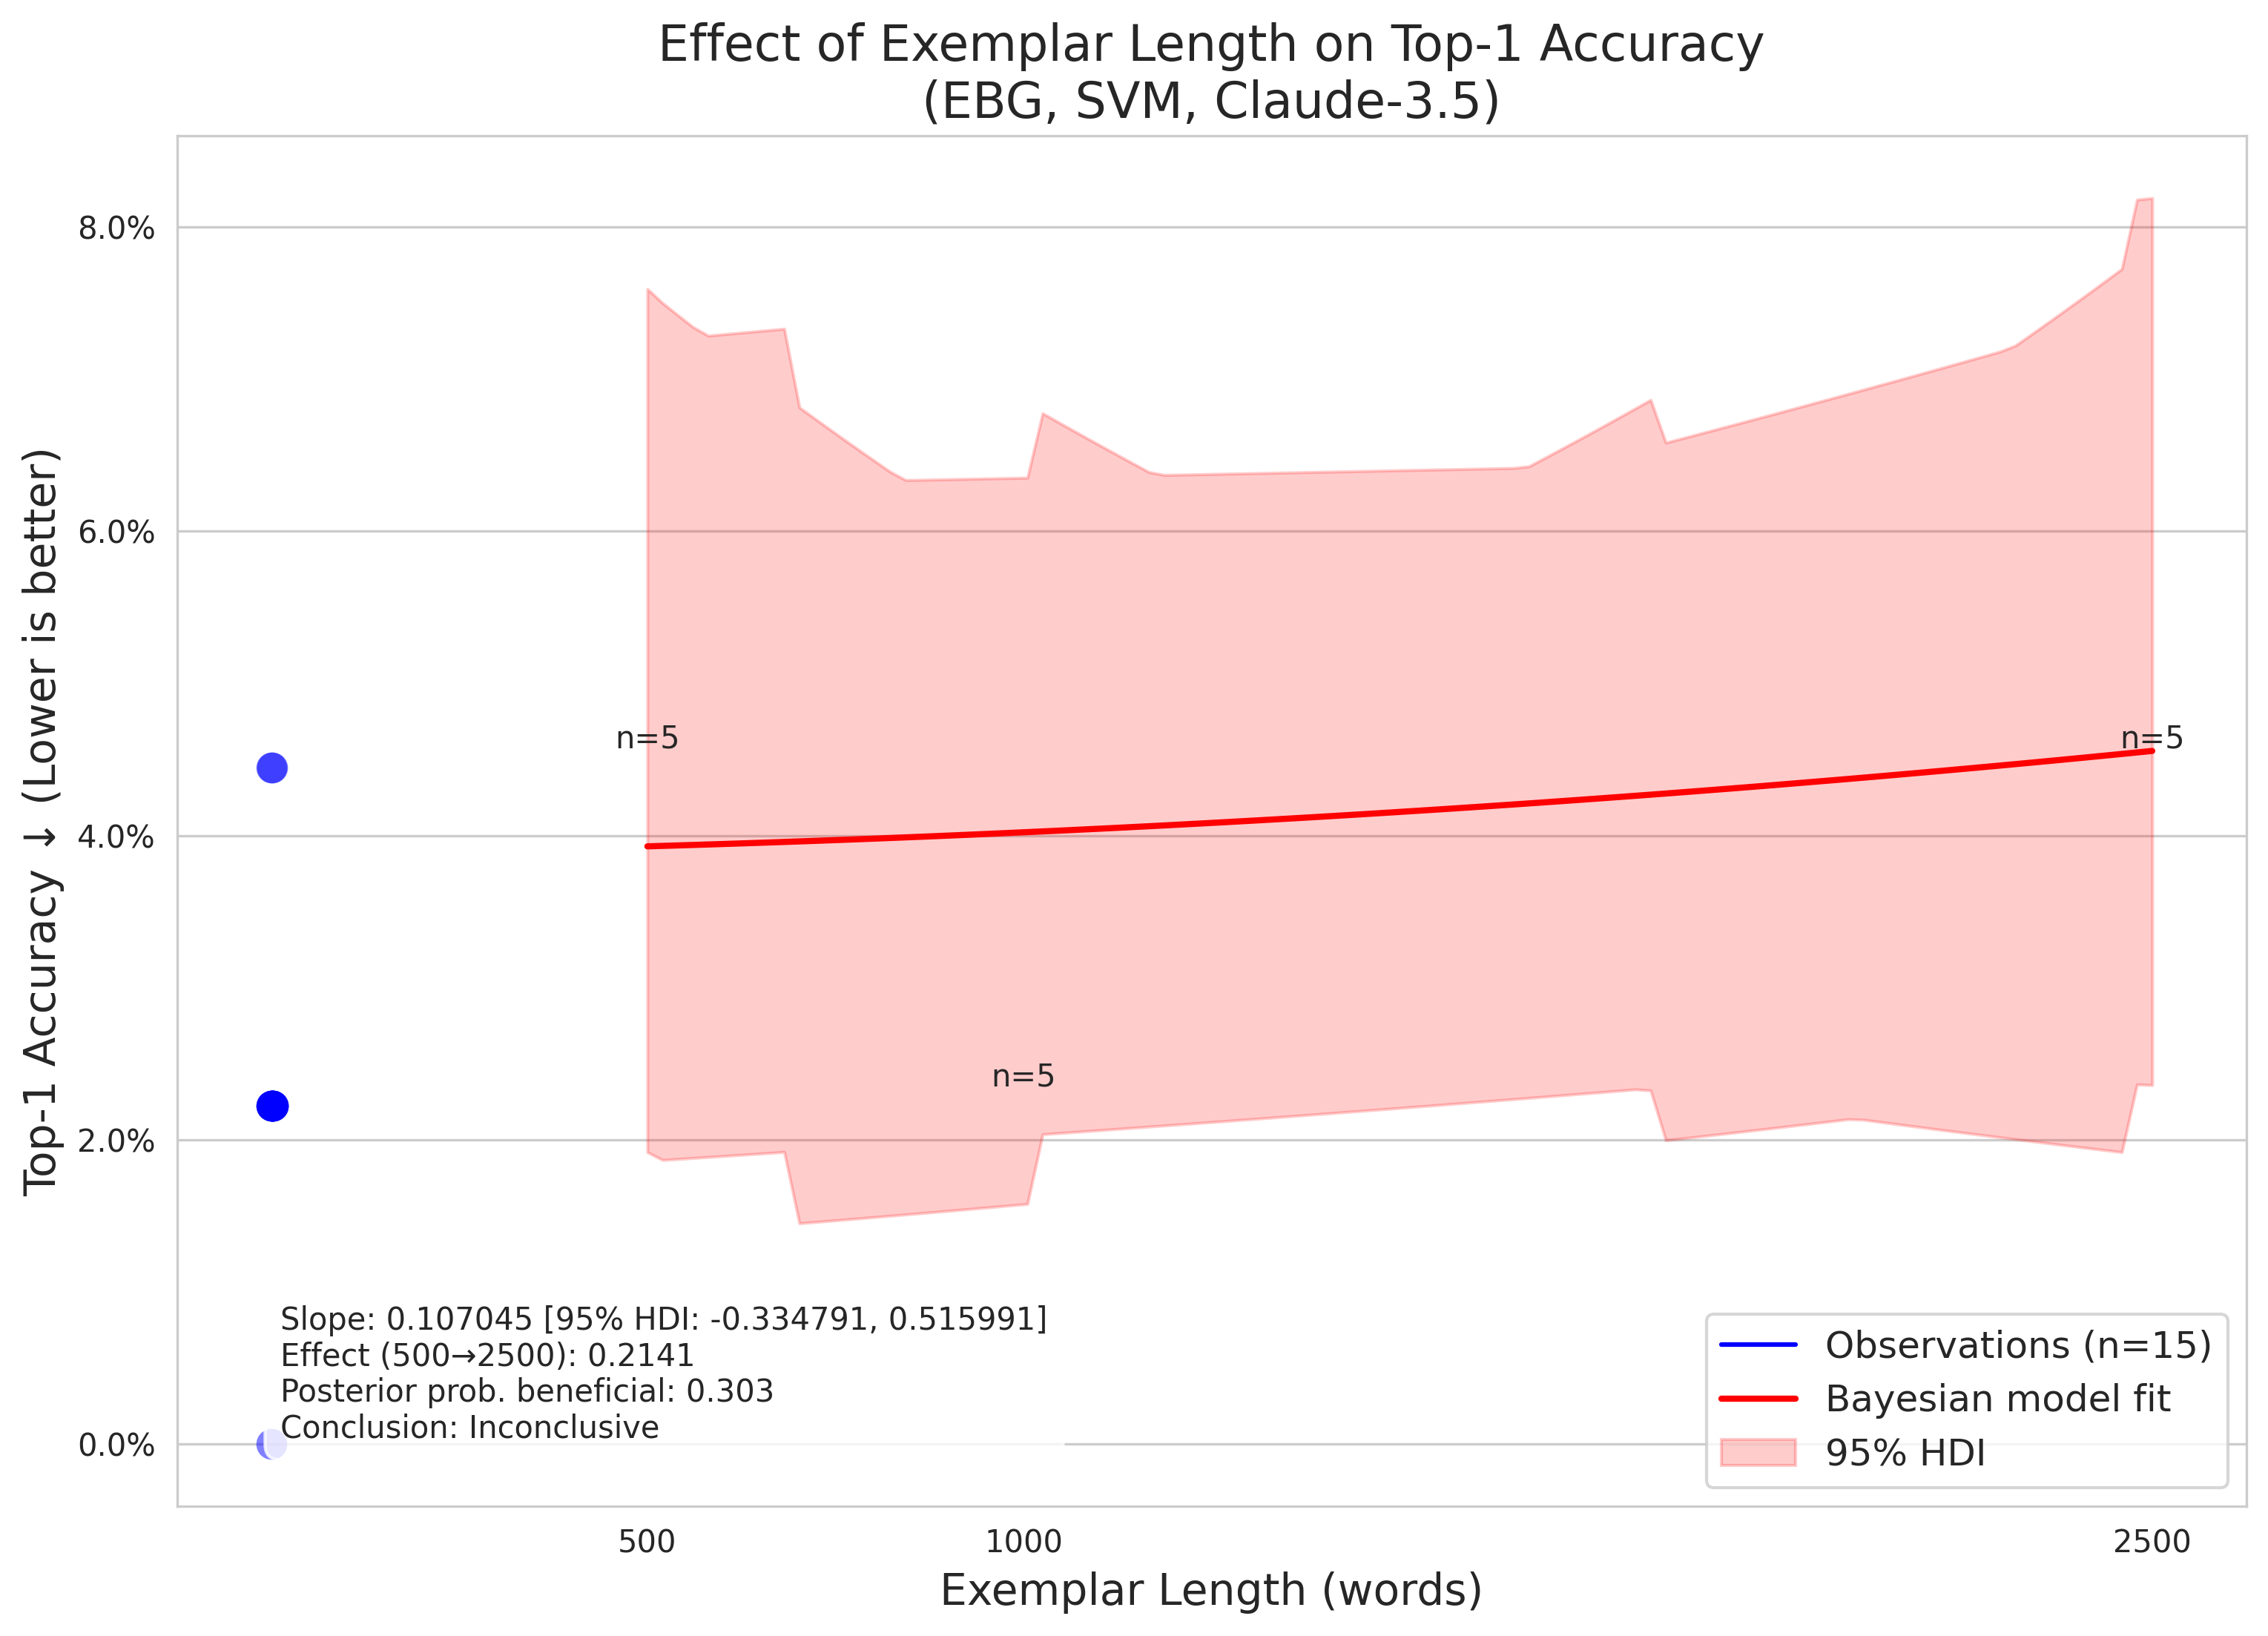 Effect of Exemplar Length on Top-1 Accuracy
(EBG, SVM, Claude-3.5)
Top-1 Accuracy ↓ (Lower is better)
8.0%
6.0%
4.0%
2.0%
0.0%
n=5
n=5
n=5
Slope: 0.107045 [95% HDI: -0.334791, 0.515991]
Effect (500→2500): 0.2141
Posterior prob. beneficial: 0.303
Conclusion: Inconclusive
Observations (n=15)
Bayesian model fit
95% HDI
500
1000
2500
Exemplar Length (words)